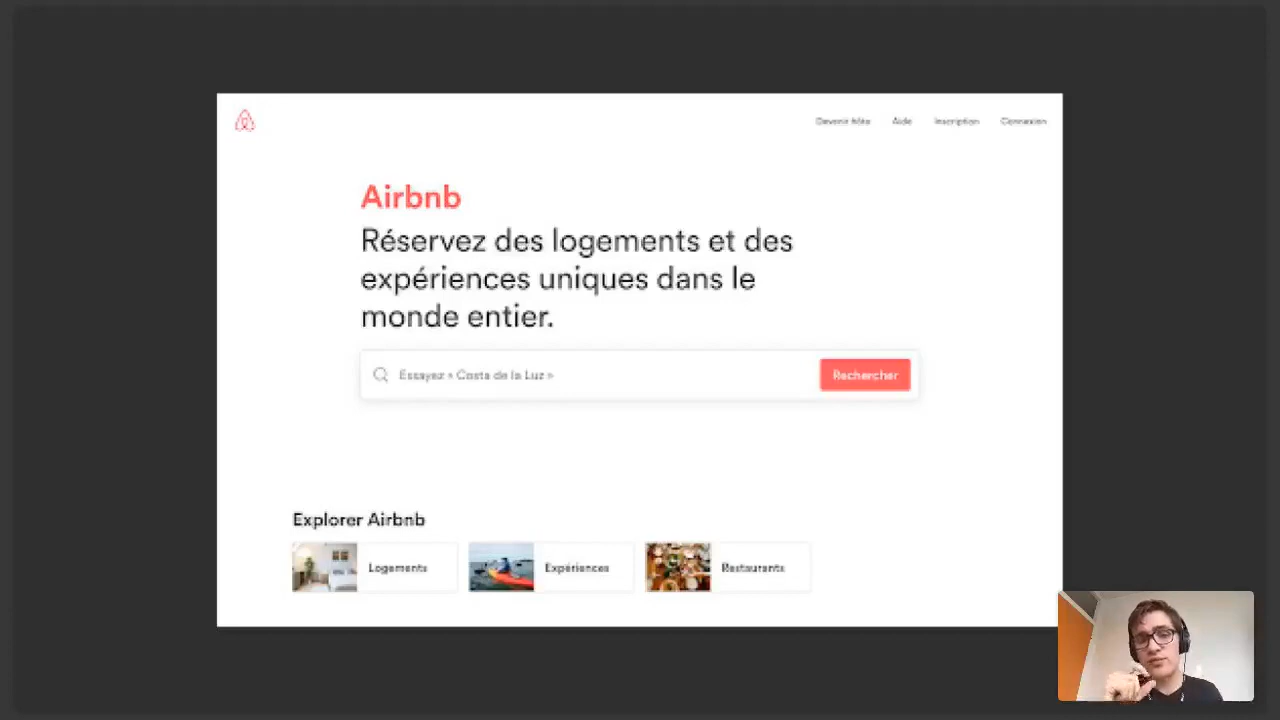 Devenir hôte Aide Inscription Connexion
Airbnb
Réservez des logements et des
expériences uniques dans le
monde entier.
Essayez « Costa de la Luz »
Rechercher
Explorer Airbnb
Logements
Expériences
Restaurants